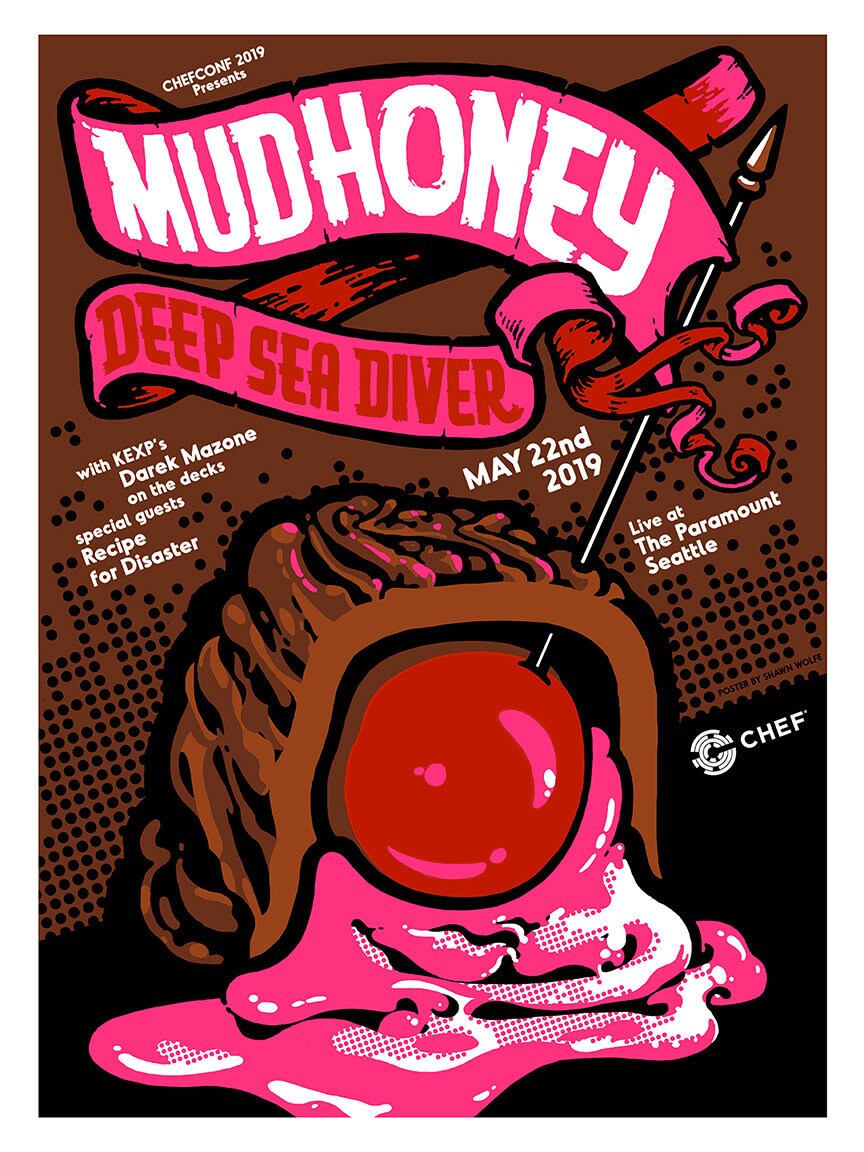 CHEFCONF 2019
Presents
MUDHONEY
DEEP SEA DIVER
with KEXP's
Darek Mazone
on the decks
special guests
Recipe
for Disaster
MAY 22nd
2019
Live at
The Paramount
Seattle
POSTER BY SHAWN WOLFE
CHEF